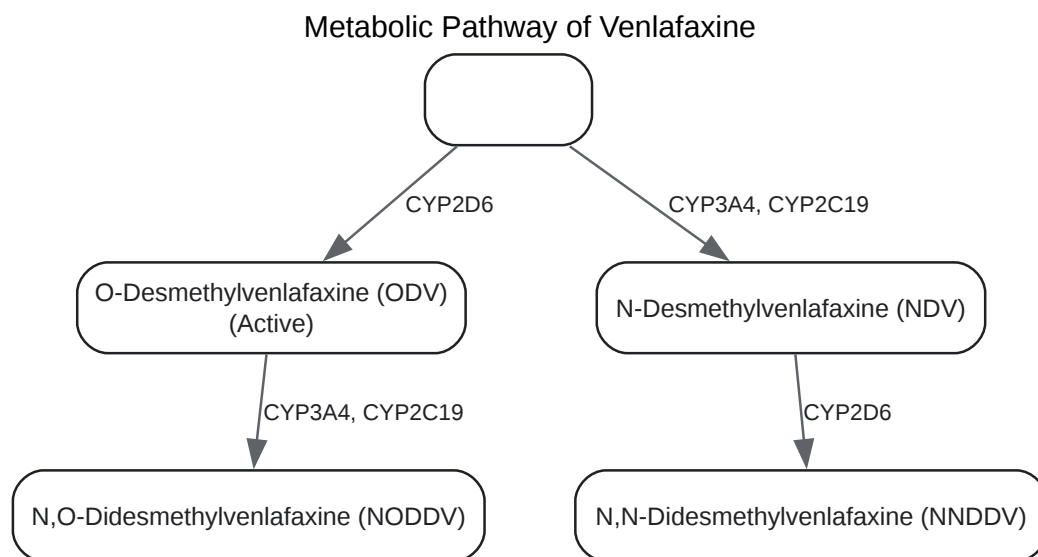 Metabolic Pathway of Venlafaxine
CYP2D6
CYP3A4, CYP2C19
O-Desmethylvenlafaxine (ODV)
(Active)
N-Desmethylvenlafaxine (NDV)
CYP3A4, CYP2C19
CYP2D6
N,O-Didesmethylvenlafaxine (NODDV)
N,N-Didesmethylvenlafaxine (NNDDV)